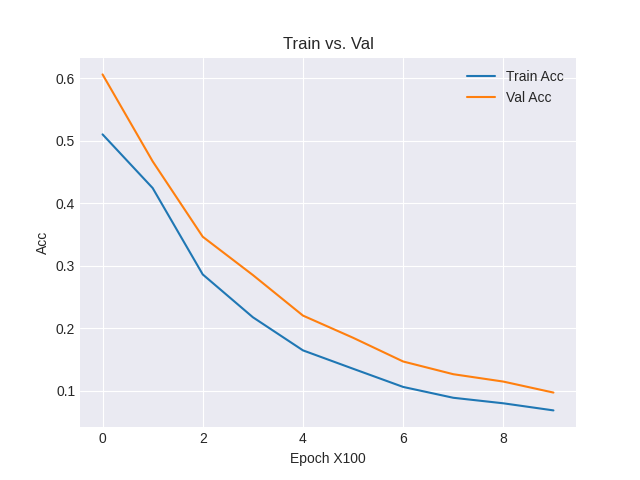 Train vs. Val
Train Acc
Val Acc
0.6
0.5
0.4
0.3
0.2
0.1
Acc
0 2 4 6 8
Epoch X100